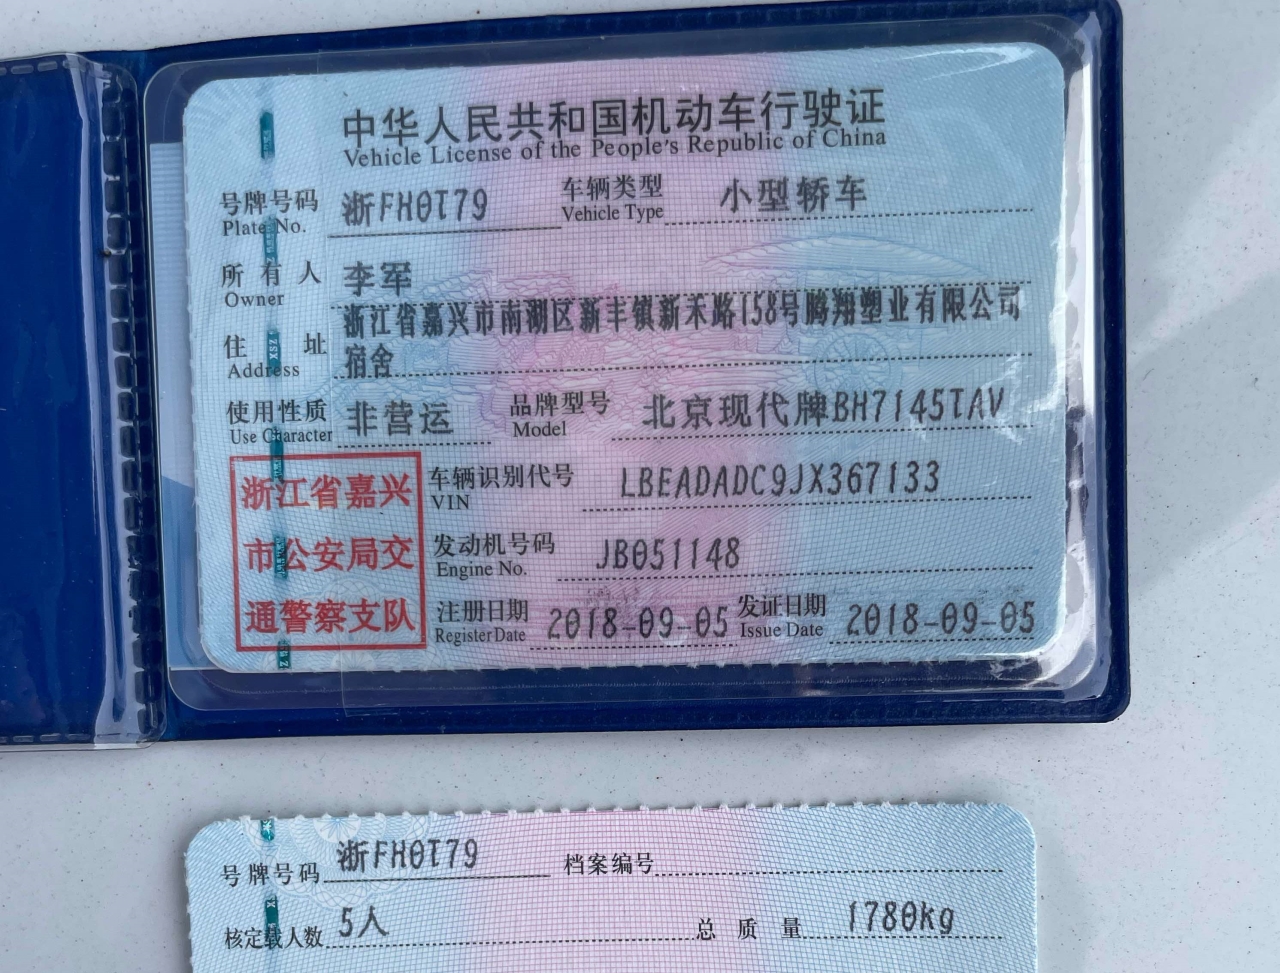 中华人民共和国机动车行驶证
Vehicle License of the People's Republic of China
号牌号码 浙FH0T79 车辆类型 小型轿车
Plate No. Vehicle Type
所有人 李军
Owner
住址 浙江省嘉兴市南湖区新丰镇新禾路158号腾翔塑业有限公司
Address 宿舍
使用性质 非营运 品牌型号 北京现代牌BH7145TAV
Use Character Model
浙江省嘉兴
市公安局交
通警察支队
车辆识别代号 LBEADADC9JX367133
VIN
发动机号码 JB051148
Engine No.
注册日期 2018-09-05 发证日期 2018-09-05
Register Date Issue Date
号牌号码 浙FH0T79 档案编号
核定载人数 5人 总质量 1780kg